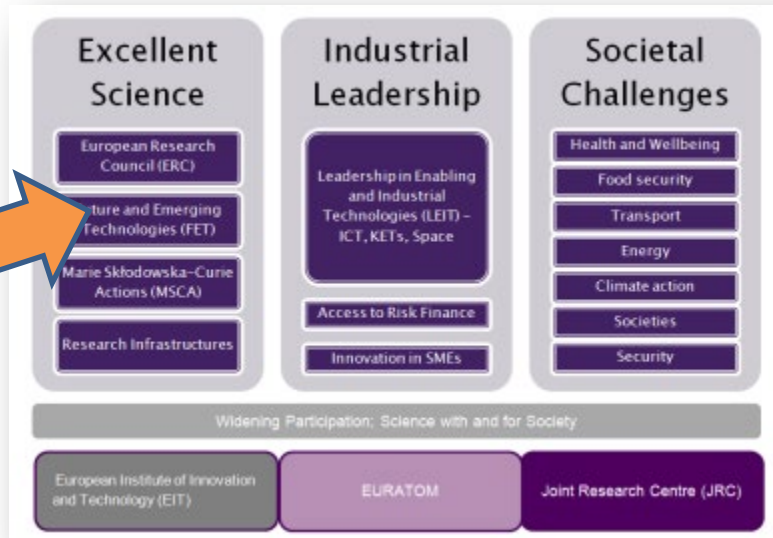 Excellent
Science
European Research
Council (ERC)
ture and Emerging
Technologies (FET)
Marie Skłodowska-Curie
Actions (MSCA)
Research Infrastructures
Industrial
Leadership
Leadership in Enabling
and Industrial
Technologies (LEIT) –
ICT, KETs, Space
Access to Risk Finance
Innovation in SMEs
Societal
Challenges
Health and Wellbeing
Food security
Transport
Energy
Climate action
Societies
Security
Widening Participation; Science with and for Society
European Institute of Innovation
and Technology (EIT)
EURATOM
Joint Research Centre (JRC)